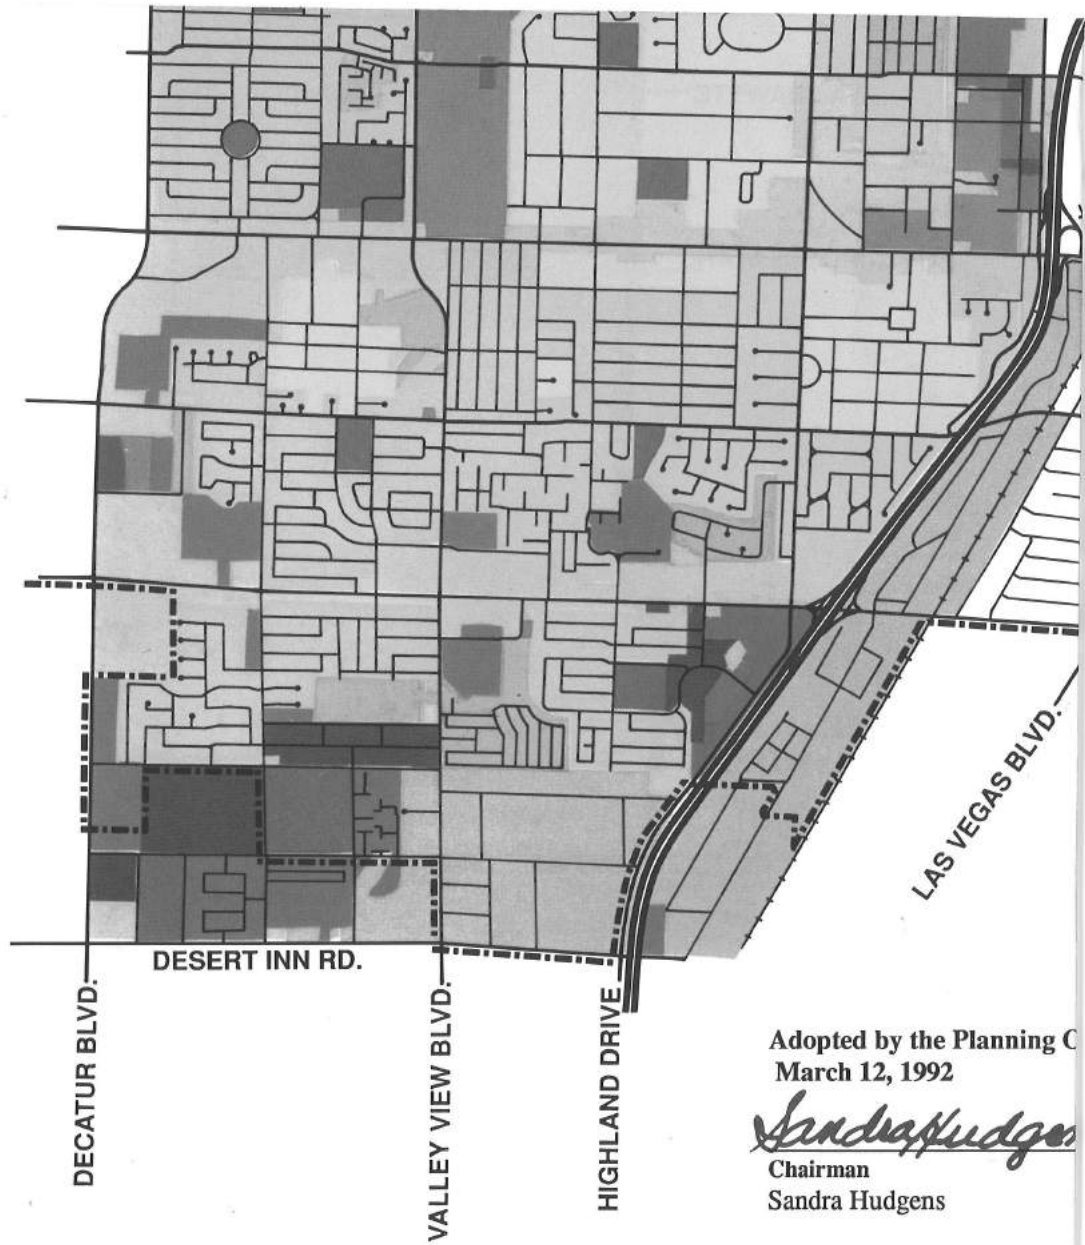 LAS VEGAS BLVD.
DESERT INN RD.
DECATUR BLVD.
VALLEY VIEW BLVD.
HIGHLAND DRIVE
Adopted by the Planning C
March 12, 1992
Sandra Hudgen
Chairman
Sandra Hudgens